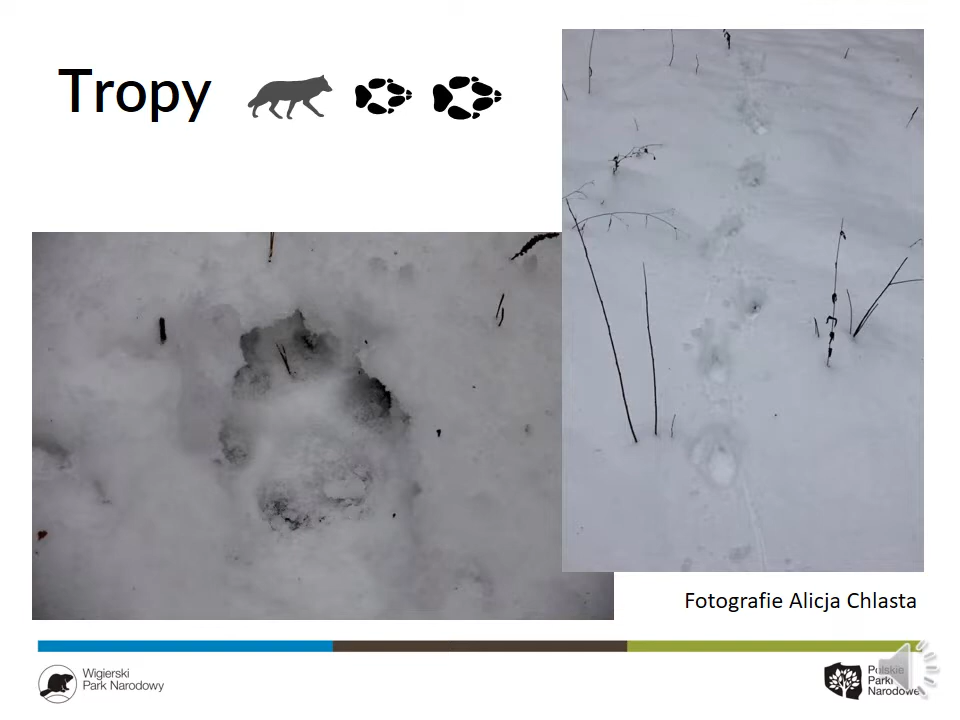 Tropy
Fotografie Alicja Chlasta
Wigierski
Park Narodowy
Polskie
Parki
Narodowe